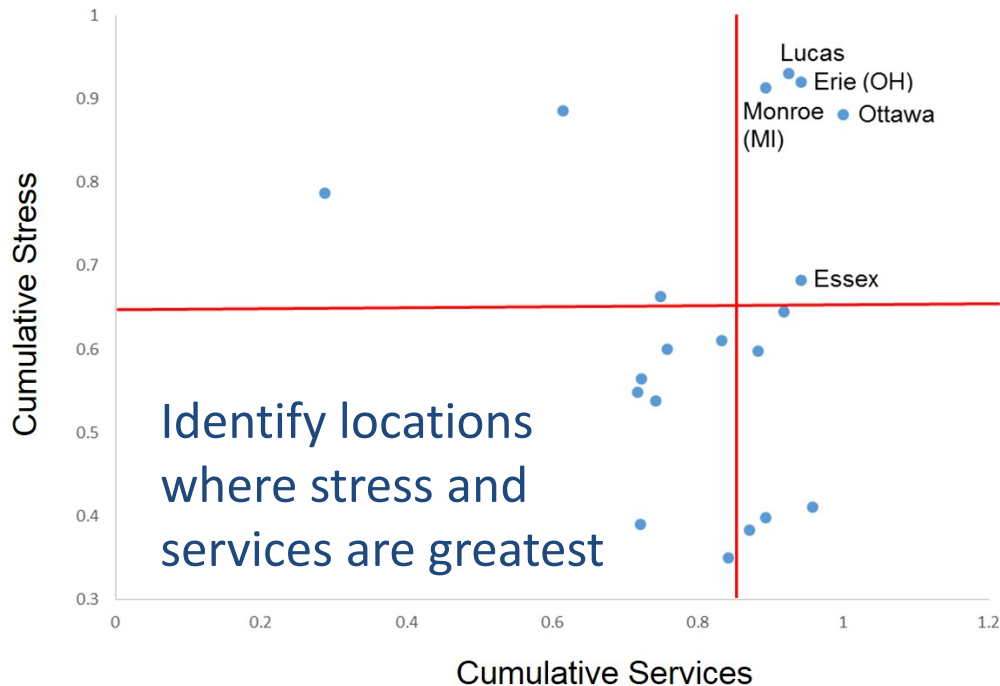 1
0.9
0.8
0.7
0.6
0.5
0.4
0.3
0
0.2
0.4
0.6
0.8
1
1.2
Cumulative Stress
Cumulative Services
Lucas
Erie (OH)
Monroe
(MI)
Ottawa
Essex
Identify locations
where stress and
services are greatest